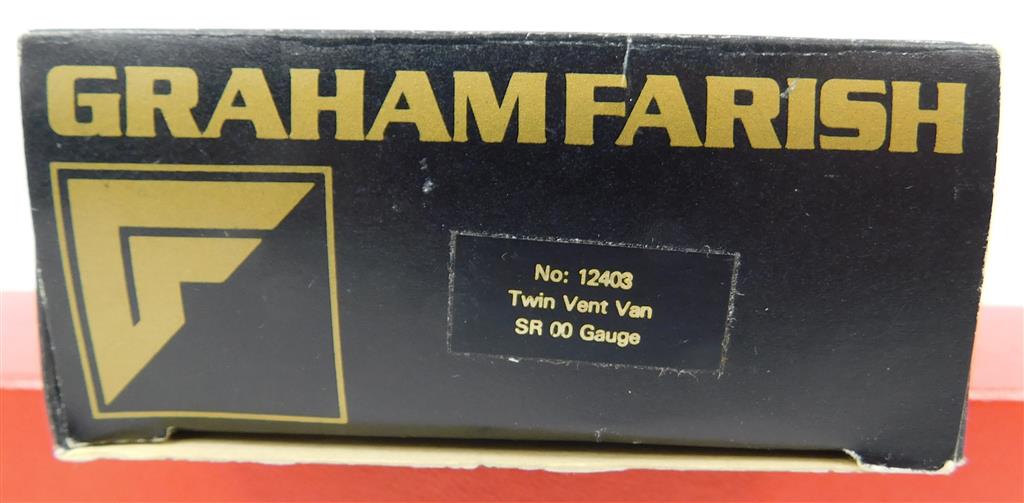 GRAHAM FARISH
No: 12403
Twin Vent Van
SR 00 Gauge